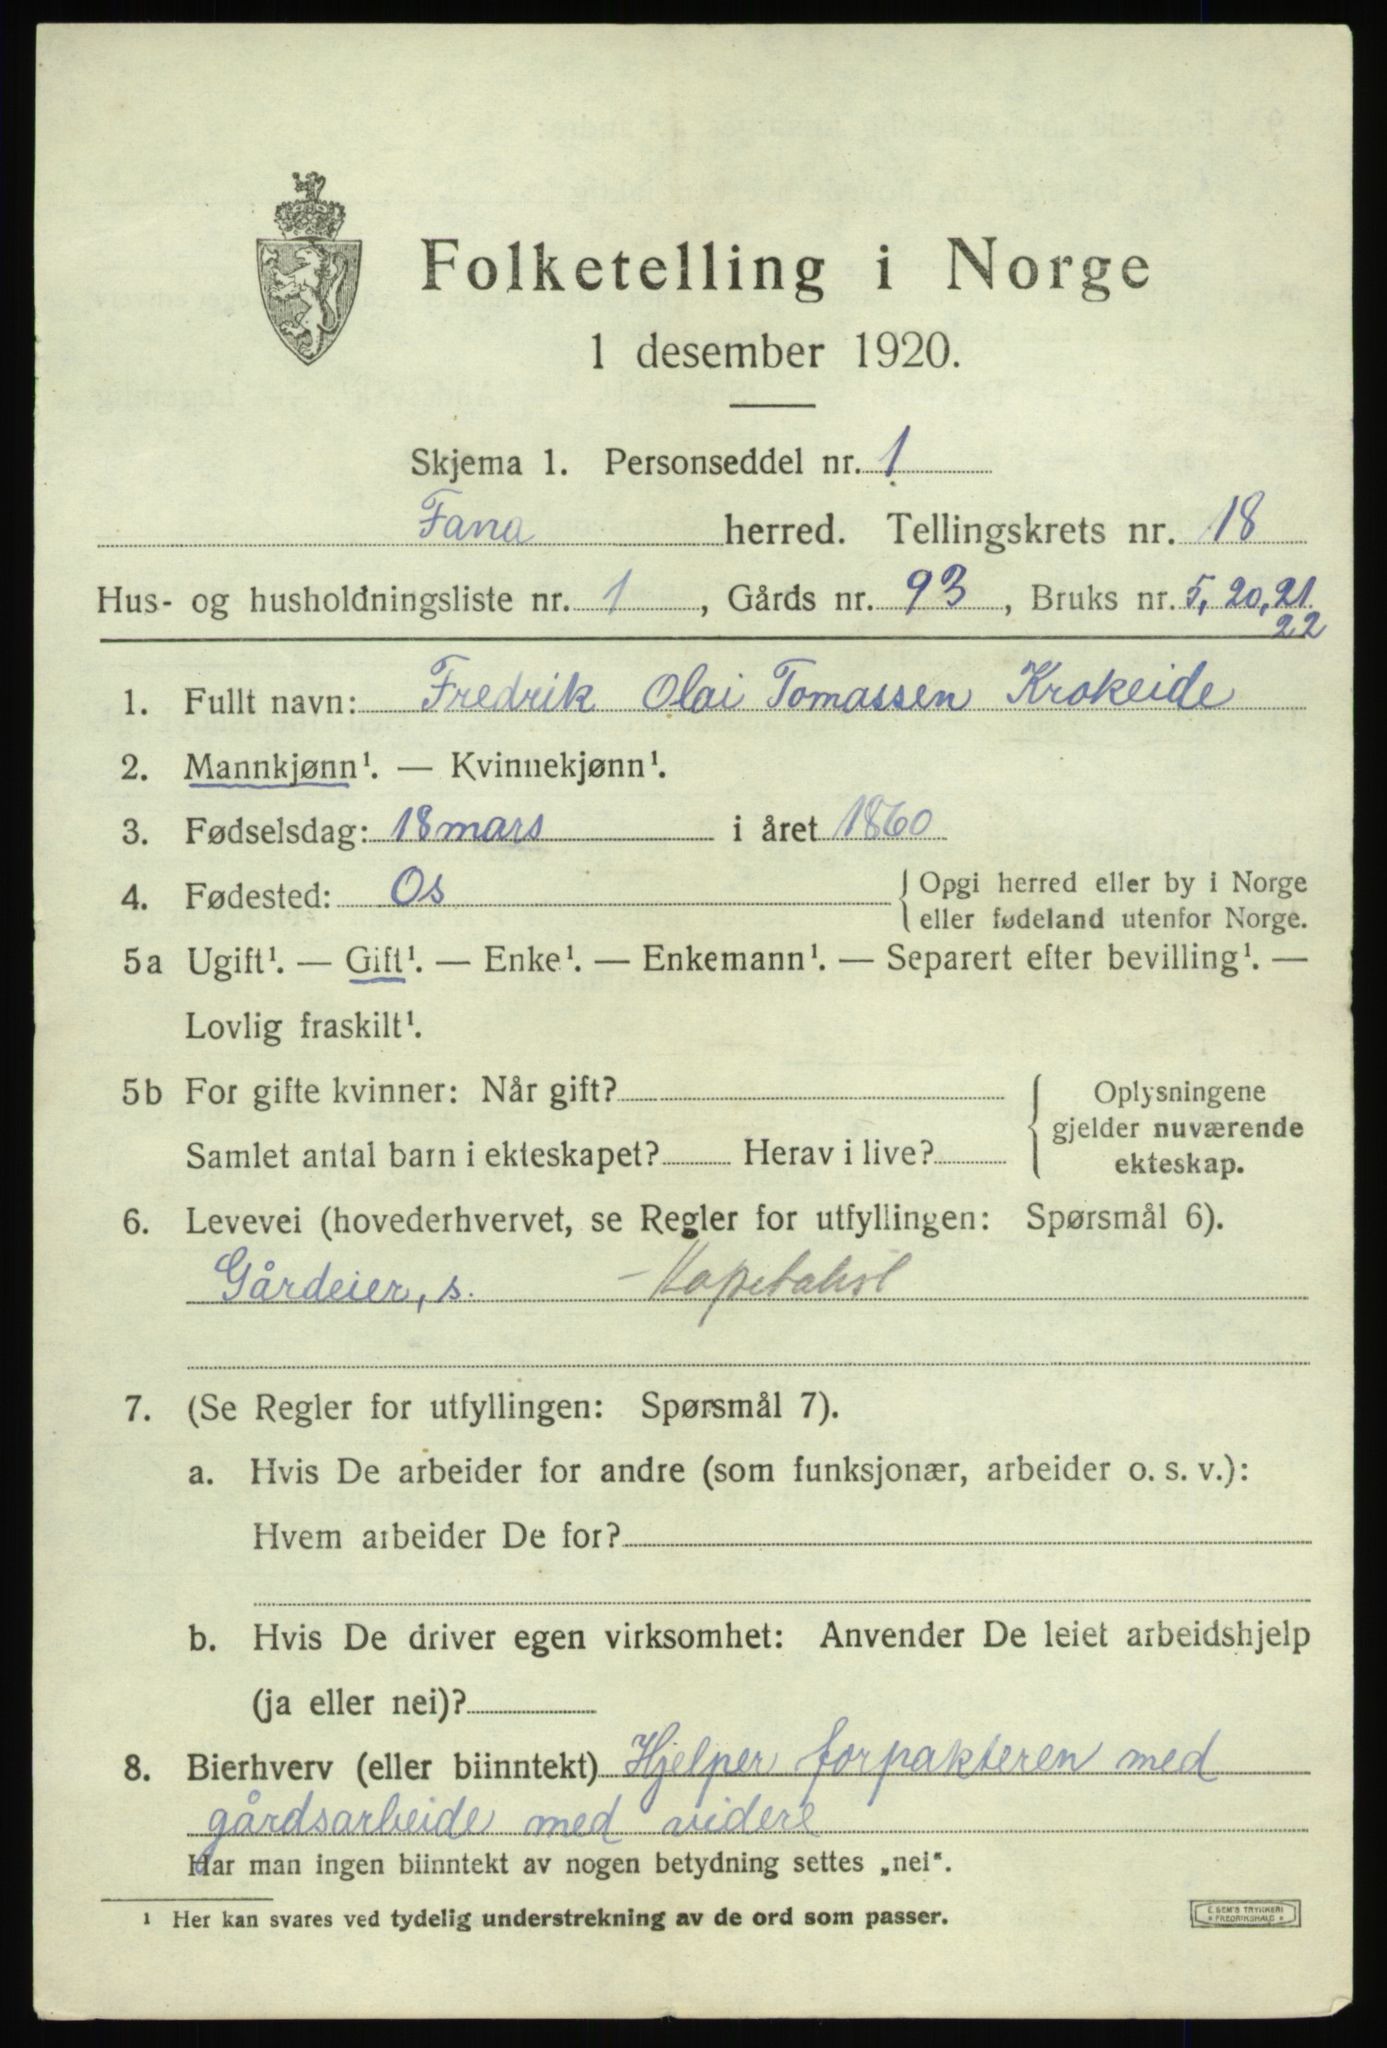 Folketelling i Norge
1 desember 1920.
Skjema 1. Personseddel nr. 1
Fana herred. Tellingskrets nr. 18
Hus- og husholdningsliste nr. 1, Gårds nr. 93, Bruks nr. 5, 20, 21
22
1. Fullt navn: Fredrik Olai Tomassen Krokeide
2. Mannkjønn¹. — Kvinnekjønn¹.
3. Fødselsdag: 18 mars i året 1860
4. Fødested: Os { Opgi herred eller by i Norge
eller fødeland utenfor Norge.
5a Ugift¹. — Gift¹. — Enke¹. — Enkemann¹. — Separert efter bevilling¹. —
Lovlig fraskilt¹.
5b For gifte kvinner: Når gift? { Oplysningene
gjelder nuværende
Samlet antal barn i ekteskapet? Herav i live?
ekteskap.
6. Levevei (hovederhvervet, se Regler for utfyllingen: Spørsmål 6).
Gårdeier, s. — Kapitalist
7. (Se Regler for utfyllingen: Spørsmål 7).
a. Hvis De arbeider for andre (som funksjonær, arbeider o. s. v.):
Hvem arbeider De for?
b. Hvis De driver egen virksomhet: Anvender De leiet arbeidshjelp
(ja eller nei)?
8. Bierhverv (eller biinntekt) Hjelper forpakteren med
gårdsarbeide med videre
Har man ingen biinntekt av nogen betydning settes „nei“.
¹ Her kan svares ved tydelig understrekning av de ord som passer.
E. SEM'S TRYKKERI
* FREDRIKSHALD *